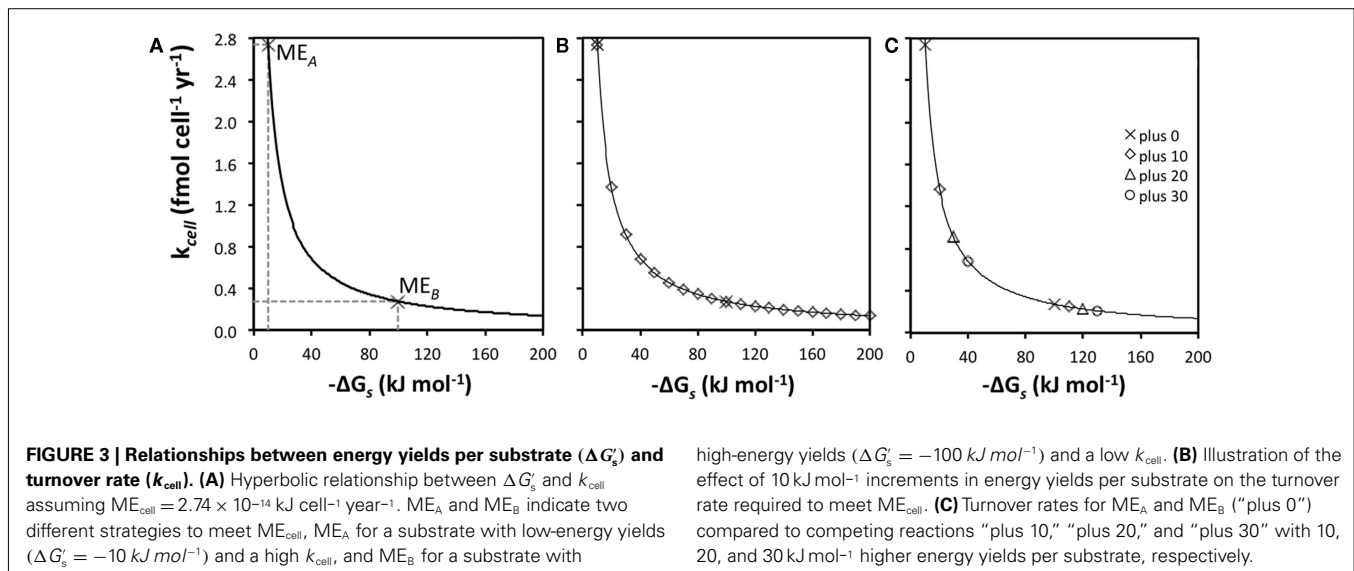 A
B
C
2.8
2.4
2.0
1.6
1.2
0.8
0.4
0.0
k_cell (fmol cell⁻¹ yr⁻¹)
ME_A
ME_B
0 40 80 120 160 200
-ΔG_s (kJ mol⁻¹)
0 40 80 120 160 200
-ΔG_s (kJ mol⁻¹)
plus 0
plus 10
plus 20
plus 30
0 40 80 120 160 200
-ΔG_s (kJ mol⁻¹)
FIGURE 3 | Relationships between energy yields per substrate (ΔG′_s) and
turnover rate (k_cell). (A) Hyperbolic relationship between ΔG′_s and k_cell
assuming ME_cell = 2.74 × 10⁻¹⁴ kJ cell⁻¹ year⁻¹. ME_A and ME_B indicate two
different strategies to meet ME_cell, ME_A for a substrate with low-energy yields
(ΔG′_s = −10 kJ mol⁻¹) and a high k_cell, and ME_B for a substrate with
high-energy yields (ΔG′_s = −100 kJ mol⁻¹) and a low k_cell. (B) Illustration of the
effect of 10 kJ mol⁻¹ increments in energy yields per substrate on the turnover
rate required to meet ME_cell. (C) Turnover rates for ME_A and ME_B ("plus 0")
compared to competing reactions "plus 10," "plus 20," and "plus 30" with 10,
20, and 30 kJ mol⁻¹ higher energy yields per substrate, respectively.